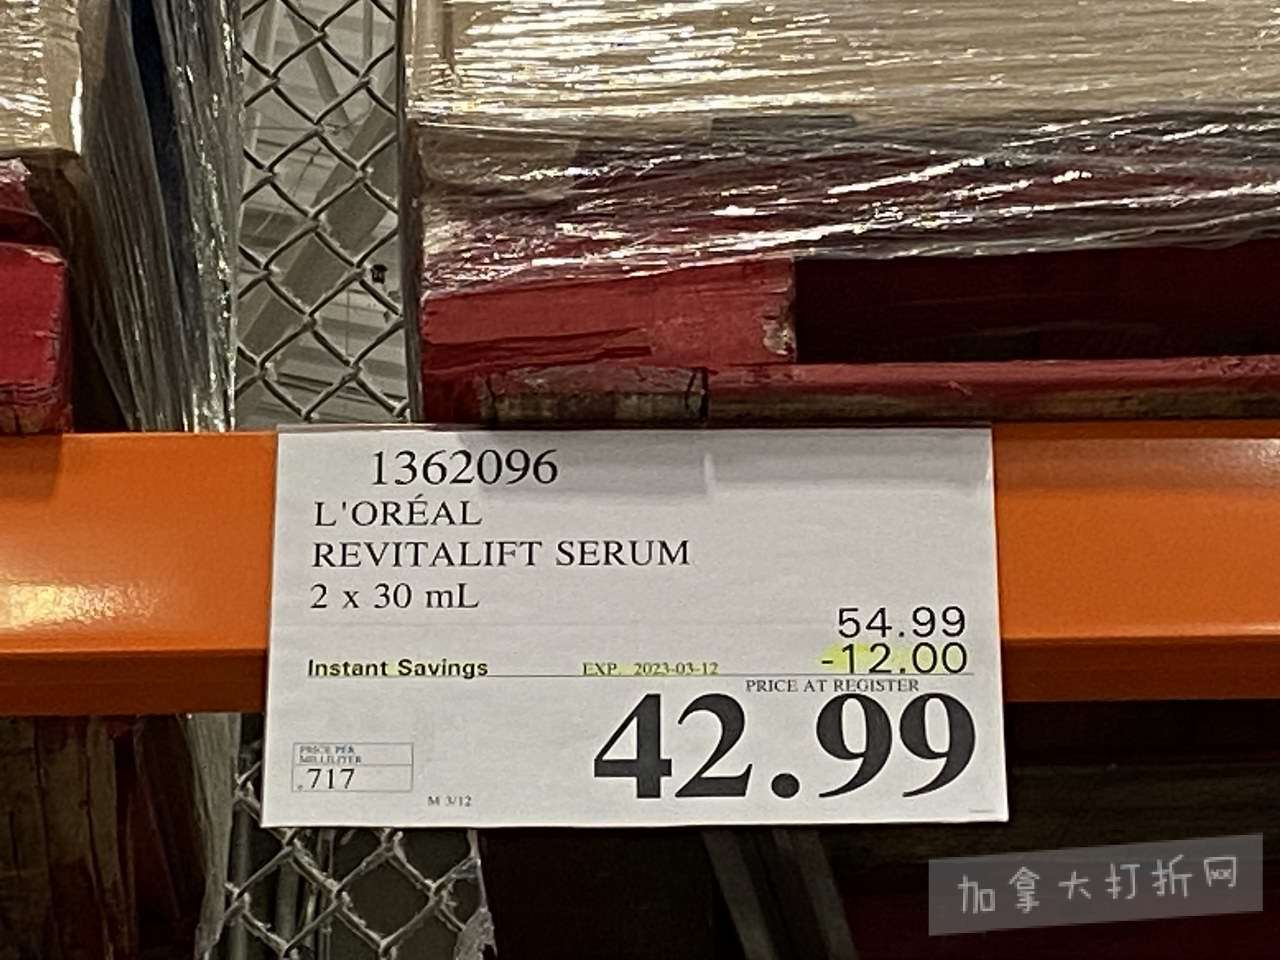 1362096
L'ORÉAL
REVITALIFT SERUM
2 x 30 mL
54.99
Instant Savings EXP. 2023-03-12 -12.00
PRICE AT REGISTER
42.99
PRICE PER
MILLILITER
.717
M 3/12
加拿大打折网